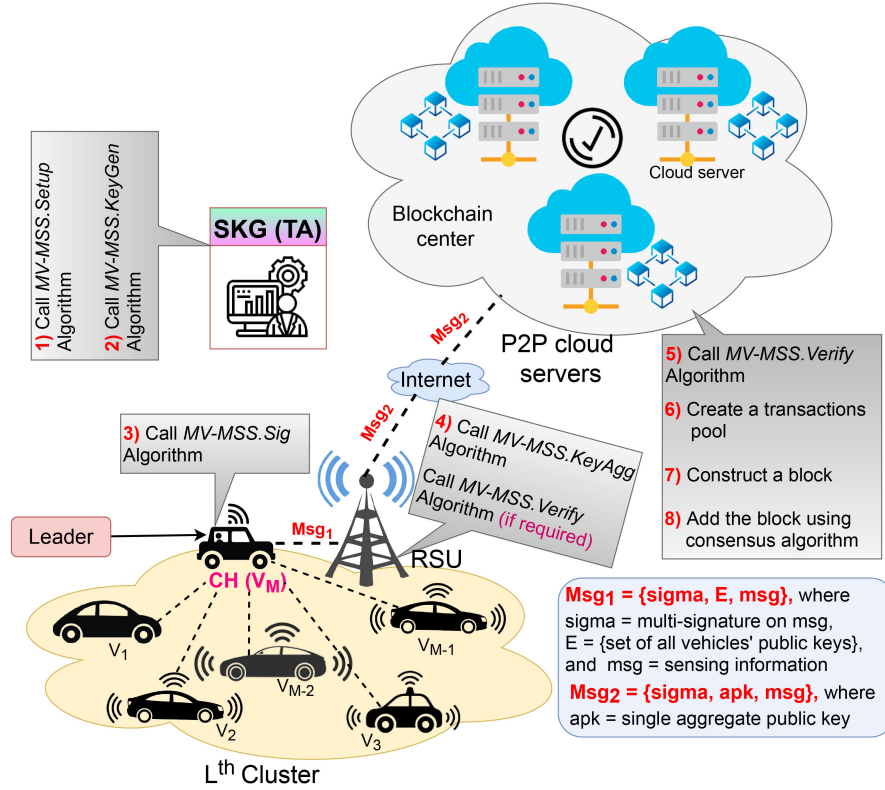 Cloud server
Blockchain
center
P2P cloud
servers
1) Call MV-MSS.Setup
Algorithm
2) Call MV-MSS.KeyGen
Algorithm
SKG (TA)
Msg2
Internet
Msg2
3) Call MV-MSS.Sig
Algorithm
4) Call MV-MSS.KeyAgg
Algorithm
Call MV-MSS.Verify
Algorithm (if required)
5) Call MV-MSS.Verify
Algorithm
6) Create a transactions
pool
7) Construct a block
8) Add the block using
consensus algorithm
Leader
Msg1
RSU
CH (VM)
V1
VM-1
VM-2
V2
V3
Lth Cluster
Msg1 = {sigma, E, msg}, where
sigma = multi-signature on msg,
E = {set of all vehicles' public keys},
and msg = sensing information
Msg2 = {sigma, apk, msg}, where
apk = single aggregate public key